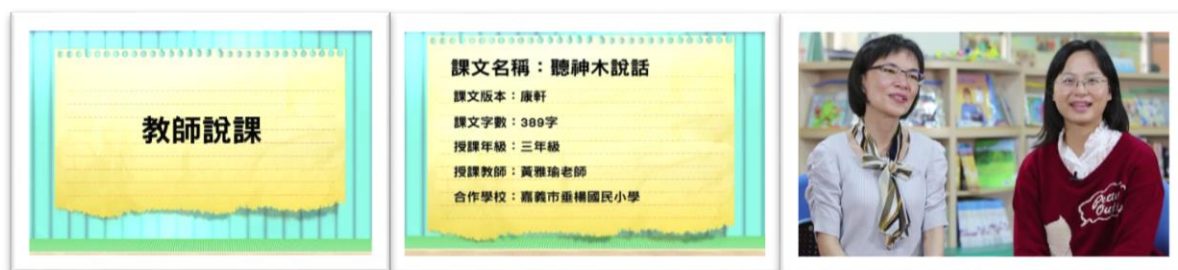 教師說課
課文名稱：聽神木說話
課文版本：康軒
課文字數：389字
授課年級：三年級
授課教師：黃雅瑜老師
合作學校：嘉義市垂楊國民小學